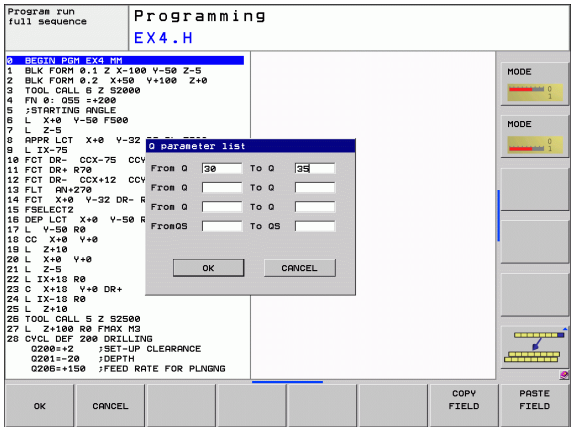 Program run
full sequence
Programming
EX4.H
0 BEGIN PGM EX4 MM
1 BLK FORM 0.1 Z X-100 Y-50 Z-5
2 BLK FORM 0.2 X+50 Y+100 Z+0
3 TOOL CALL 6 Z S2000
4 FN 0: Q55 =+200
5 ;STARTING ANGLE
6 L X+0 Y-50 F500
7 L Z-5
8 APPR LCT X+0 Y-32
9 L IX-75
10 FCT DR- CCX-75 CCY
11 FCT DR+ R70
12 FCT DR- CCX+12 CCY
13 FLT AN+270
14 FCT X+0 Y-32 DR- R
15 FSELECT2
16 DEP LCT X+0 Y-50 R
17 L Y-50 R0
18 CC X+0 Y+0
19 L Z+10
20 L X+0 Y+0
21 L Z-5
22 L IX+18 R0
23 C X+18 Y+0 DR+
24 L IX-18 R0
25 L Z+10
26 TOOL CALL 5 Z S2500
27 L Z+100 R0 FMAX M3
28 CYCL DEF 200 DRILLING
Q200=+2 ;SET-UP CLEARANCE
Q201=-20 ;DEPTH
Q206=+150 ;FEED RATE FOR PLNGNG
Q parameter list
From Q 30 To Q 35
From Q To Q
From Q To Q
FromQS To QS
OK CANCEL
MODE
0
1
MODE
0
1
OK CANCEL COPY FIELD PASTE FIELD